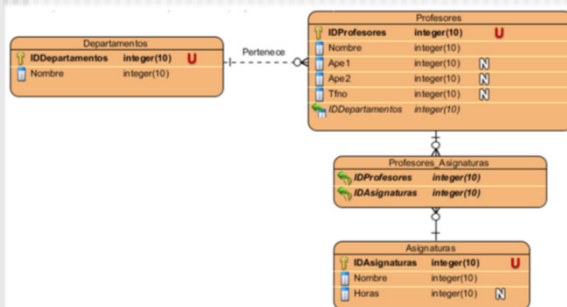 Departamentos
IDDepartamentos integer(10) U
Nombre integer(10)
Pertenece
Profesores
IDProfesores integer(10) U
Nombre integer(10)
Ape1 integer(10) N
Ape2 integer(10) N
Tfno integer(10) N
IDDepartamentos integer(10)
Profesores_Asignaturas
IDProfesores integer(10)
IDAsignaturas integer(10)
Asignaturas
IDAsignaturas integer(10) U
Nombre integer(10)
Horas integer(10) N